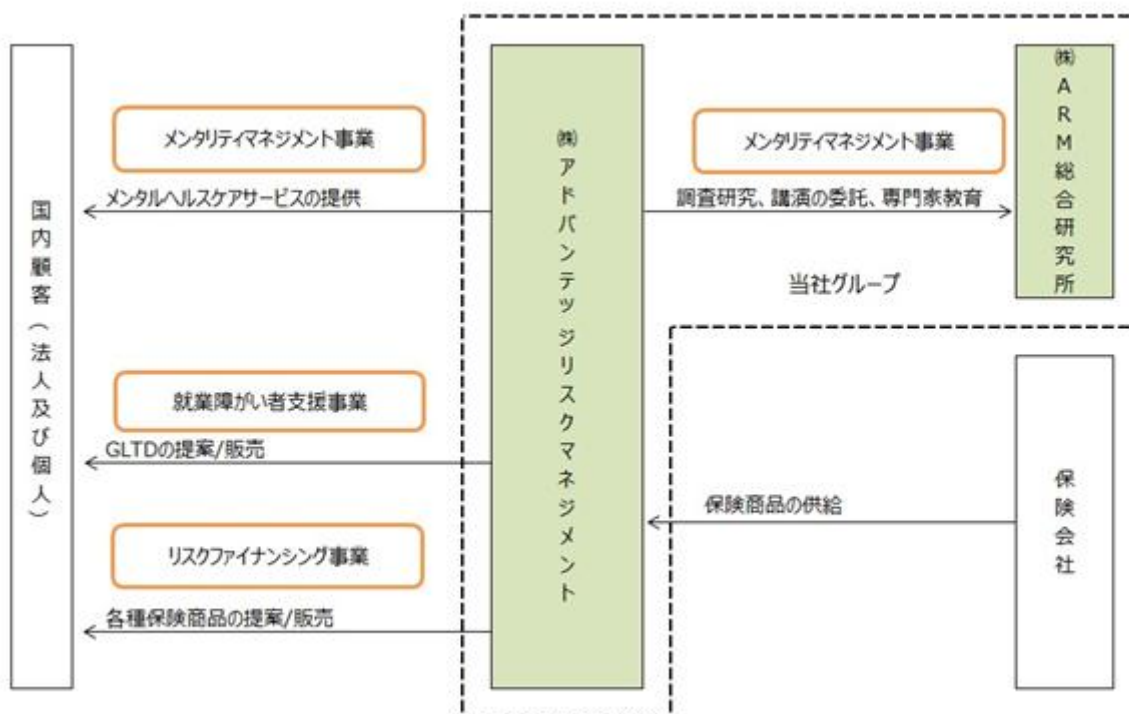 国内顧客（法人及び個人）
メンタリティマネジメント事業
メンタルヘルスケアサービスの提供
就業障がい者支援事業
GLTDの提案/販売
リスクファイナンシング事業
各種保険商品の提案/販売
㈱アドバンテッジリスクマネジメント
メンタリティマネジメント事業
調査研究、講演の委託、専門家教育
当社グループ
保険商品の供給
㈱ARM総合研究所
保険会社